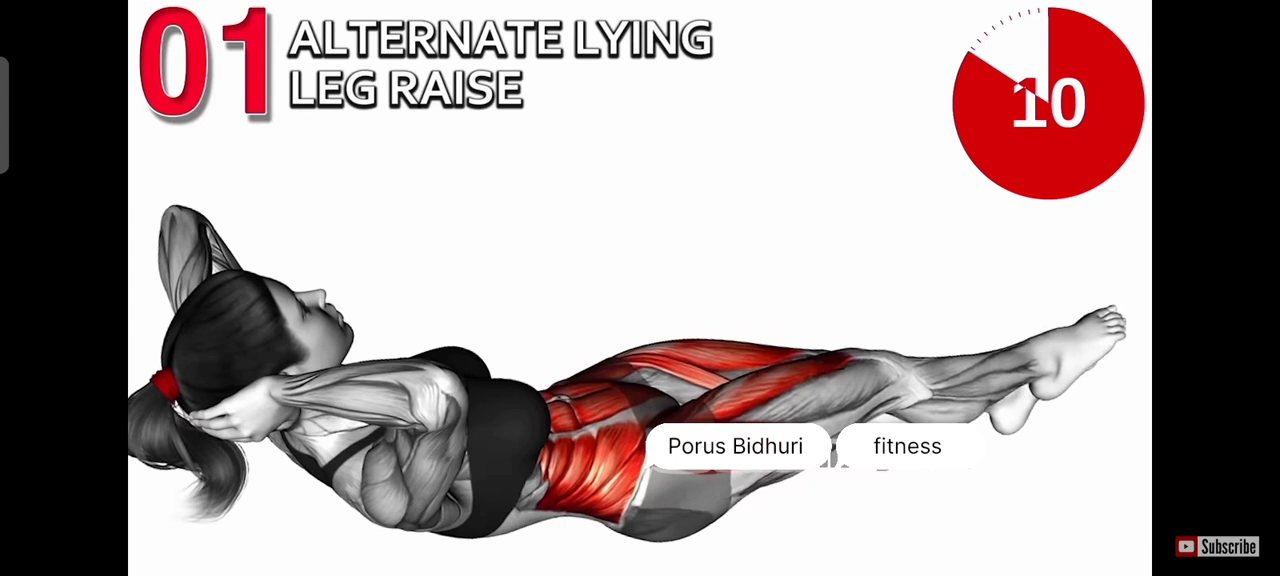 01
ALTERNATE LYING
LEG RAISE
10
Porus Bidhuri
fitness
Subscribe